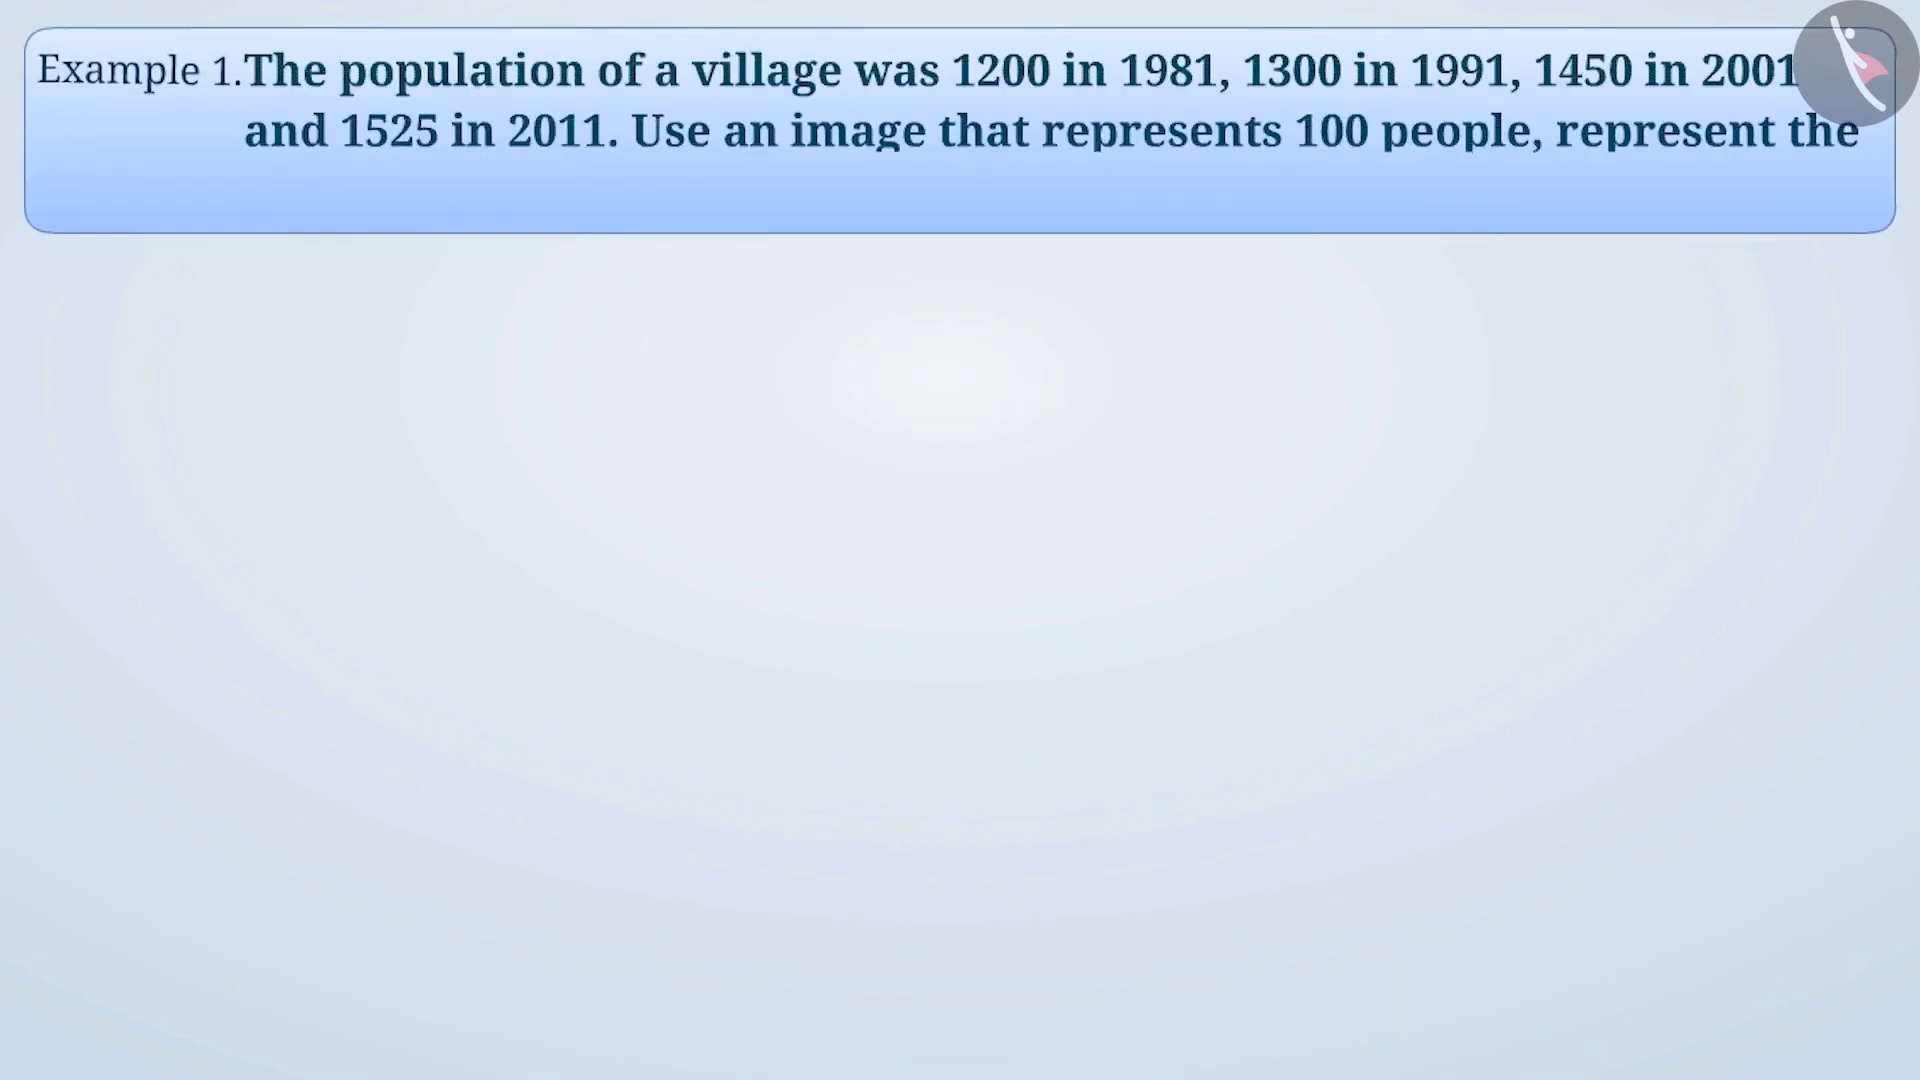 Example 1.The population of a village was 1200 in 1981, 1300 in 1991, 1450 in 2001
and 1525 in 2011. Use an image that represents 100 people, represent the